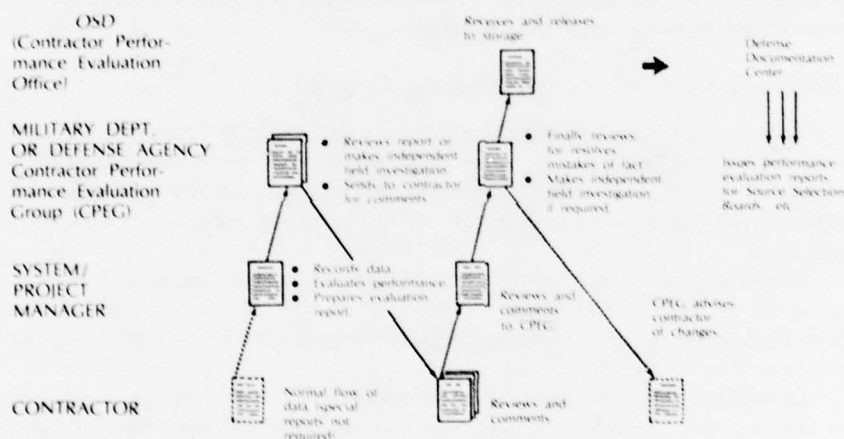 OSD
(Contractor Perfor-
mance Evaluation
Office)
Receives and releases
to storage.
Defense
Documentation
Center
MILITARY DEPT.
OR DEFENSE AGENCY
Contractor Perfor-
mance Evaluation
Group (CPEG)
• Reviews report or
makes independent
field investigation.
• Sends to contractor
for comments.
• Finally reviews,
for resolves
mistakes of fact.
• Makes independent
field investigation
if required.
Issues performance
evaluation reports
for Source Selection
Boards, etc.
SYSTEM/
PROJECT
MANAGER
• Records data.
• Evaluates performance.
• Prepares evaluation
report.
Reviews and
comments
to CPEG.
CPEG advises
contractor
of changes.
CONTRACTOR
Normal flow of
data (special
reports not
required)
Reviews and
comments.